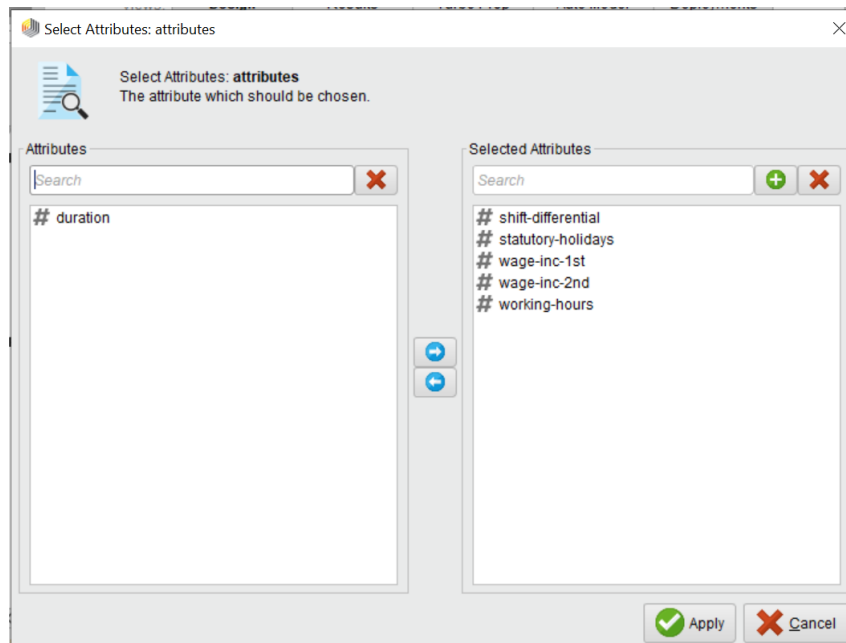 Select Attributes: attributes
Select Attributes: attributes
The attribute which should be chosen.
Attributes
Search
# duration
Selected Attributes
Search
# shift-differential
# statutory-holidays
# wage-inc-1st
# wage-inc-2nd
# working-hours
Apply
Cancel